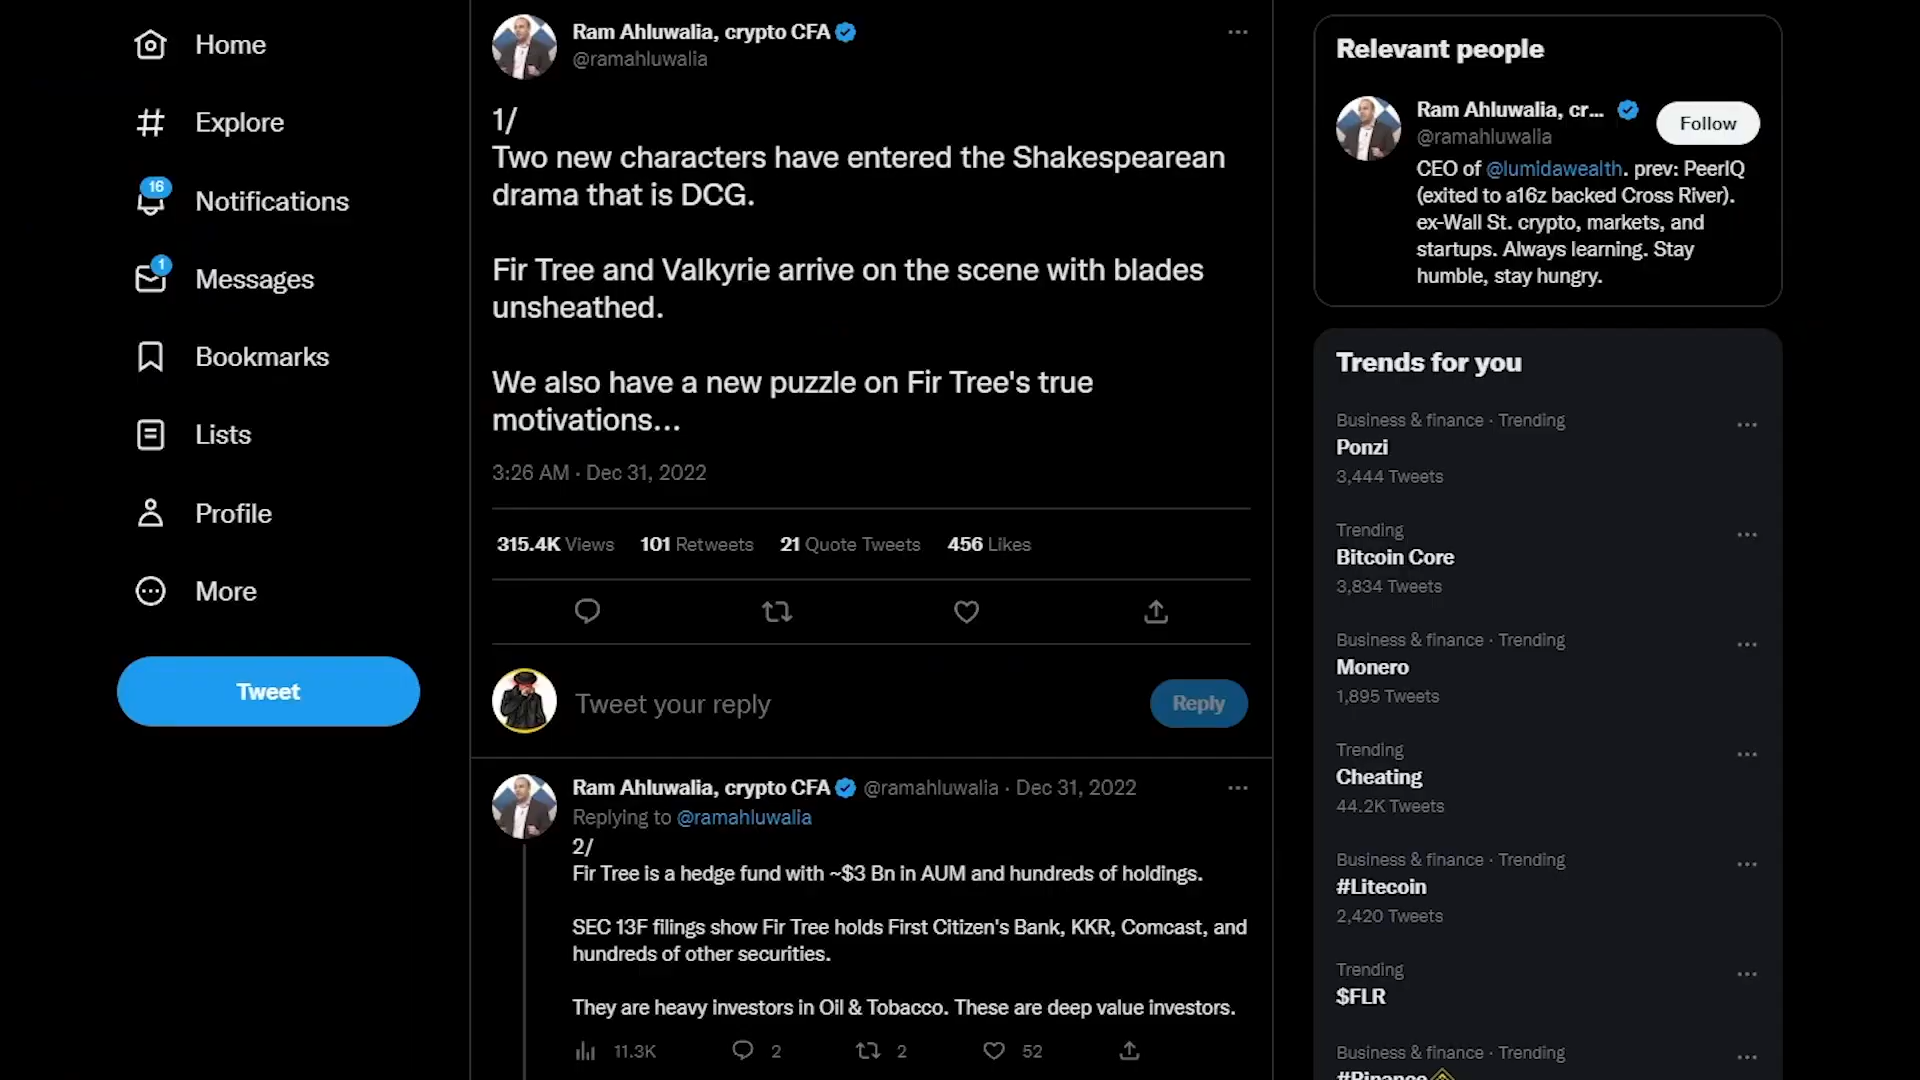 Home
Explore
16
Notifications
1
Messages
Bookmarks
Lists
Profile
More
Tweet
Ram Ahluwalia, crypto CFA
@ramahluwalia
1/
Two new characters have entered the Shakespearean
drama that is DCG.
Fir Tree and Valkyrie arrive on the scene with blades
unsheathed.
We also have a new puzzle on Fir Tree's true
motivations...
3:26 AM · Dec 31, 2022
315.4K Views 101 Retweets 21 Quote Tweets 456 Likes
Tweet your reply
Reply
Ram Ahluwalia, crypto CFA @ramahluwalia · Dec 31, 2022
Replying to @ramahluwalia
2/
Fir Tree is a hedge fund with ~$3 Bn in AUM and hundreds of holdings.
SEC 13F filings show Fir Tree holds First Citizen's Bank, KKR, Comcast, and
hundreds of other securities.
They are heavy investors in Oil & Tobacco. These are deep value investors.
11.3K 2 2 52
Relevant people
Ram Ahluwalia, cr...
@ramahluwalia
Follow
CEO of @lumidawealth. prev: PeerIQ
(exited to a16z backed Cross River).
ex-Wall St. crypto, markets, and
startups. Always learning. Stay
humble, stay hungry.
Trends for you
Business & finance · Trending
Ponzi
3,444 Tweets
Trending
Bitcoin Core
3,834 Tweets
Business & finance · Trending
Monero
1,895 Tweets
Trending
Cheating
44.2K Tweets
Business & finance · Trending
#Litecoin
2,420 Tweets
Trending
$FLR
Business & finance · Trending
#Binance